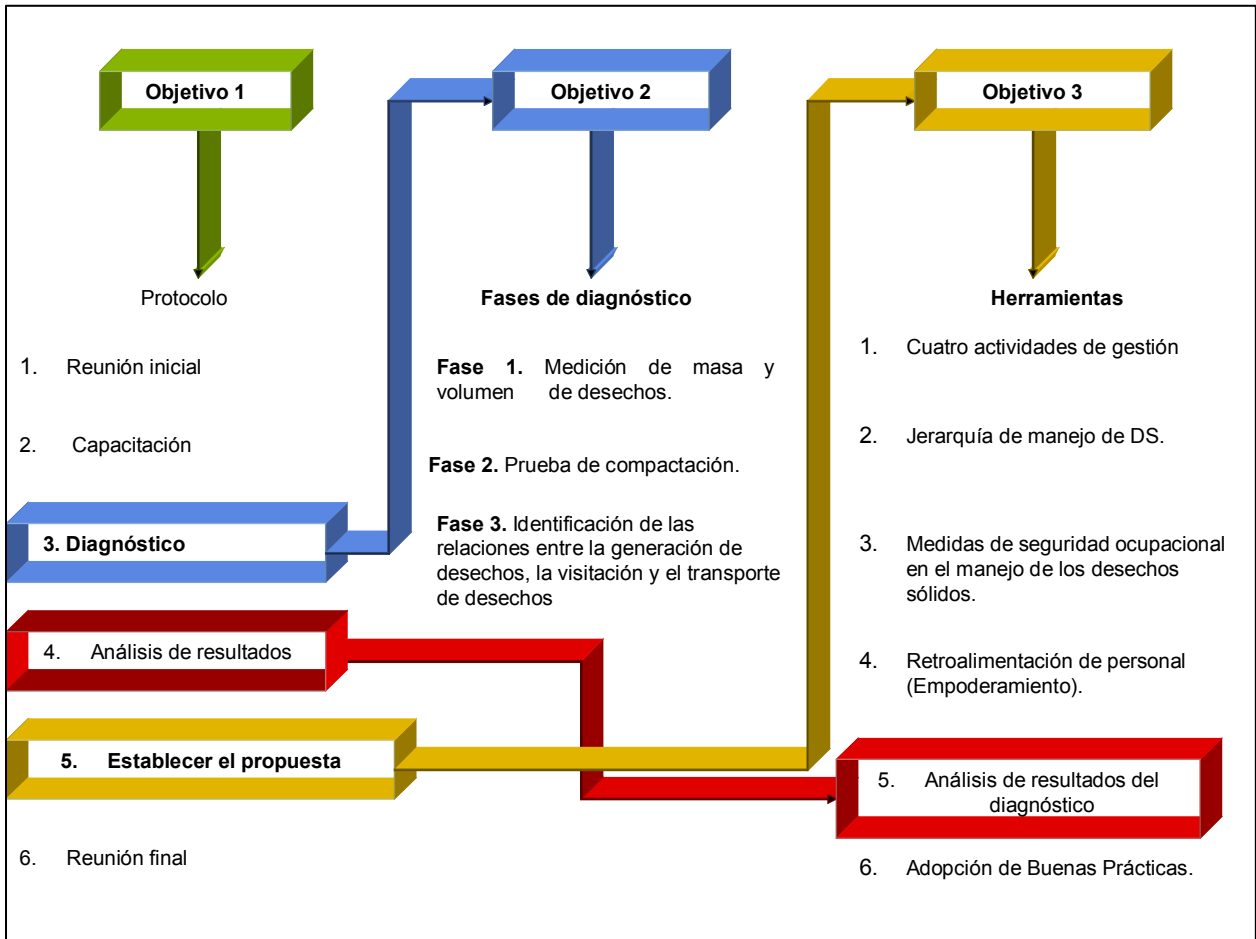 Objetivo 1
Protocolo
1. Reunión inicial
2. Capacitación
3. Diagnóstico
4. Análisis de resultados
5. Establecer el propuesta
6. Reunión final
Objetivo 2
Fases de diagnóstico
Fase 1. Medición de masa y
volumen de desechos.
Fase 2. Prueba de compactación.
Fase 3. Identificación de las
relaciones entre la generación de
desechos, la visitación y el transporte
de desechos
Objetivo 3
Herramientas
1. Cuatro actividades de gestión
2. Jerarquía de manejo de DS.
3. Medidas de seguridad ocupacional
en el manejo de los desechos
sólidos.
4. Retroalimentación de personal
(Empoderamiento).
5. Análisis de resultados del
diagnóstico
6. Adopción de Buenas Prácticas.